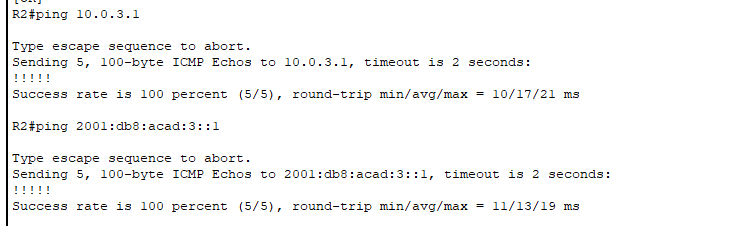 R2#ping 10.0.3.1
Type escape sequence to abort.
Sending 5, 100-byte ICMP Echos to 10.0.3.1, timeout is 2 seconds:
!!!!!
Success rate is 100 percent (5/5), round-trip min/avg/max = 10/17/21 ms
R2#ping 2001:db8:acad:3::1
Type escape sequence to abort.
Sending 5, 100-byte ICMP Echos to 2001:db8:acad:3::1, timeout is 2 seconds:
!!!!!
Success rate is 100 percent (5/5), round-trip min/avg/max = 11/13/19 ms